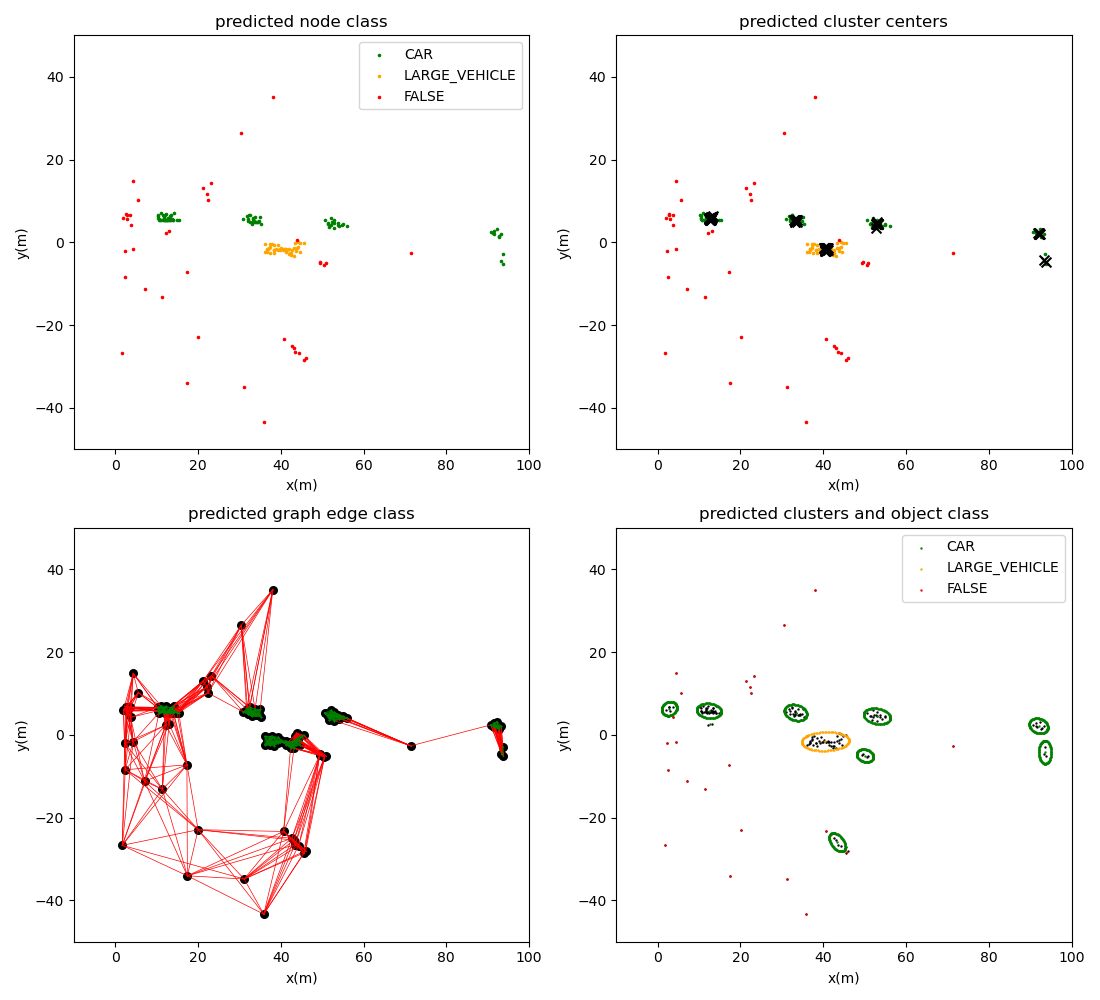 predicted node class
CAR
LARGE_VEHICLE
FALSE
40
20
0
−20
−40
y(m)
0 20 40 60 80 100
x(m)
predicted cluster centers
40
20
0
−20
−40
y(m)
0 20 40 60 80 100
x(m)
predicted graph edge class
40
20
0
−20
−40
y(m)
0 20 40 60 80 100
x(m)
predicted clusters and object class
CAR
LARGE_VEHICLE
FALSE
40
20
0
−20
−40
y(m)
0 20 40 60 80 100
x(m)